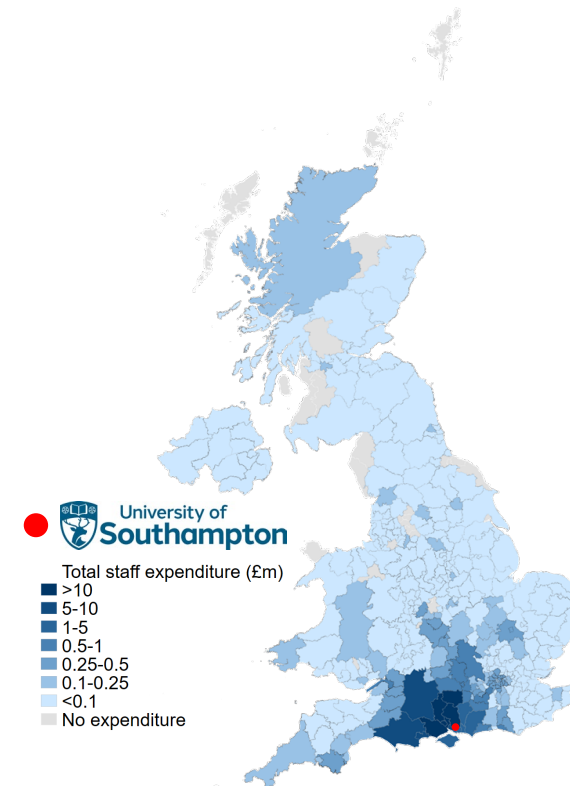 University of
Southampton
Total staff expenditure (£m)
>10
5-10
1-5
0.5-1
0.25-0.5
0.1-0.25
<0.1
No expenditure